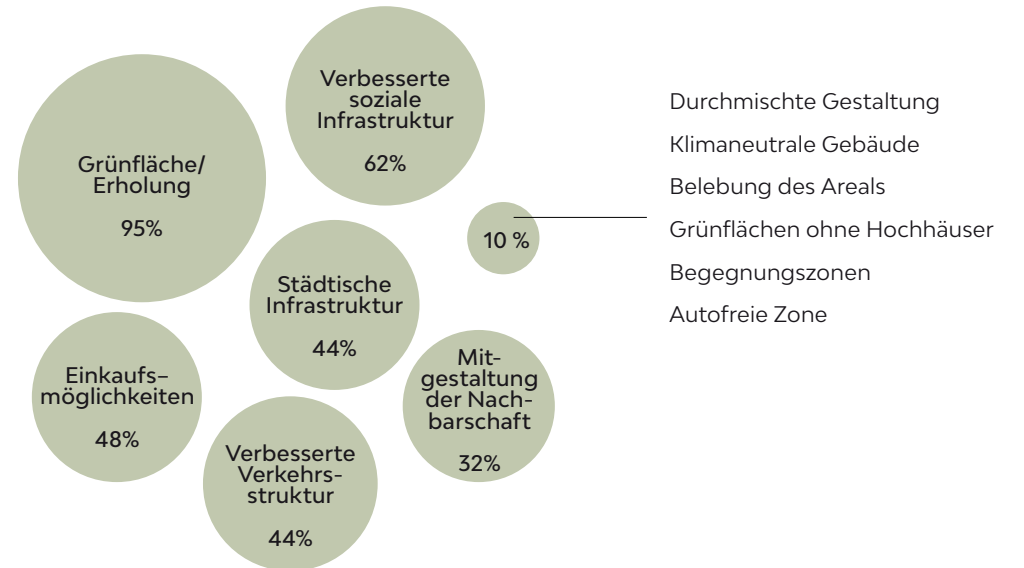 Grünfläche/
Erholung
95%
Verbesserte
soziale
Infrastruktur
62%
10 %
Städtische
Infrastruktur
44%
Einkaufs–
möglichkeiten
48%
Verbesserte
Verkehrs-
struktur
44%
Mit-
gestaltung
der Nach-
barschaft
32%
Durchmischte Gestaltung
Klimaneutrale Gebäude
Belebung des Areals
Grünflächen ohne Hochhäuser
Begegnungszonen
Autofreie Zone